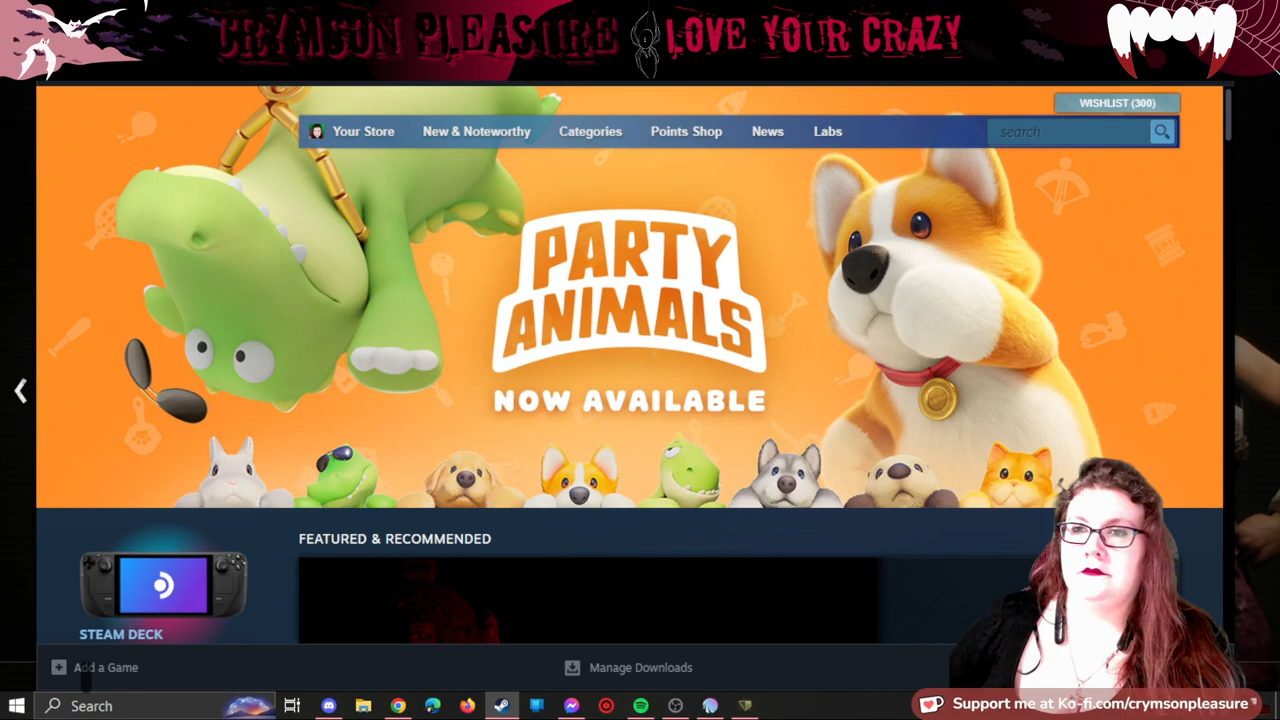 CRYMSON PLEASURE LOVE YOUR CRAZY
WISHLIST (300)
Your Store New & Noteworthy Categories Points Shop News Labs search
PARTY
ANIMALS
NOW AVAILABLE
FEATURED & RECOMMENDED
STEAM DECK
Add a Game Manage Downloads
Search
Support me at Ko-fi.com/crymsonpleasure